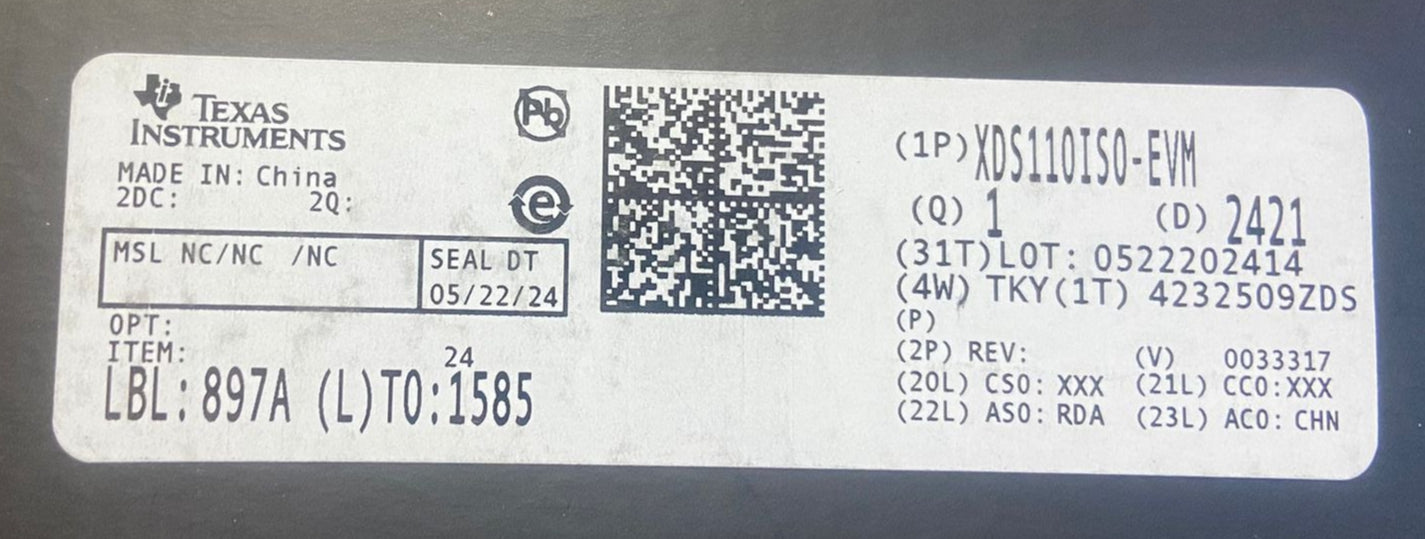 TEXAS
INSTRUMENTS
MADE IN: China
2DC: 2Q:
MSL NC/NC /NC
SEAL DT
05/22/24
OPT:
ITEM:
24
LBL: 897A (L)TO:1585
Pb
e
(1P)XDS110ISO-EVM
(Q) 1 (D) 2421
(31T)LOT: 0522202414
(4W) TKY(1T) 4232509ZDS
(P)
(2P) REV: (V) 0033317
(20L) CSO: XXX (21L) CCO:XXX
(22L) ASO: RDA (23L) ACO: CHN